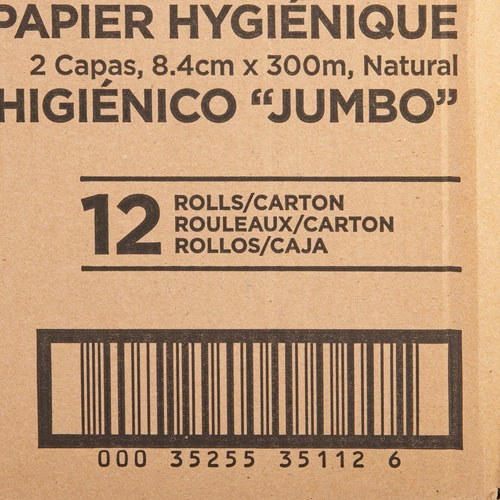 PAPIER HYGIÉNIQUE
2 Capas, 8.4cm x 300m, Natural
HIGIÉNICO “JUMBO”
12
ROLLS/CARTON
ROULEAUX/CARTON
ROLLOS/CAJA
000 35255 35112 6